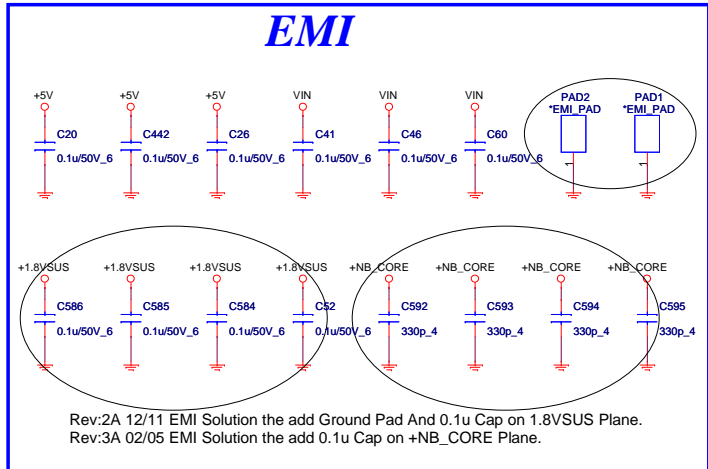 EMI
+5V +5V +5V VIN VIN VIN PAD2 PAD1
*EMI_PAD *EMI_PAD
C20 C442 C26 C41 C46 C60
0.1u/50V_6 0.1u/50V_6 0.1u/50V_6 0.1u/50V_6 0.1u/50V_6 0.1u/50V_6
1 1
+1.8VSUS +1.8VSUS +1.8VSUS +1.8VSUS +NB_CORE +NB_CORE +NB_CORE +NB_CORE
C586 C585 C584 C52 C592 C593 C594 C595
0.1u/50V_6 0.1u/50V_6 0.1u/50V_6 0.1u/50V_6 330p_4 330p_4 330p_4 330p_4
Rev:2A 12/11 EMI Solution the add Ground Pad And 0.1u Cap on 1.8VSUS Plane.
Rev:3A 02/05 EMI Solution the add 0.1u Cap on +NB_CORE Plane.